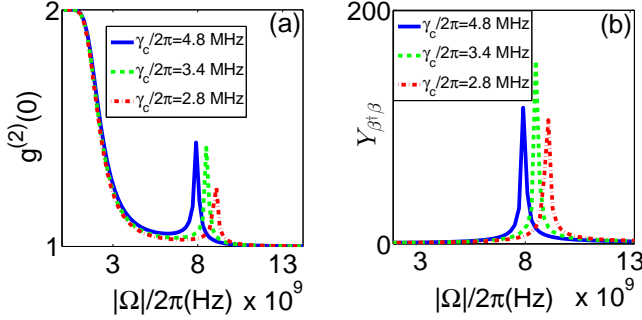 (a)
2
γc/2π=4.8 MHz
γc/2π=3.4 MHz
γc/2π=2.8 MHz
g(2)(0)
1
3 8 13
|Ω|/2π(Hz) x 10^9
(b)
200
γc/2π=4.8 MHz
γc/2π=3.4 MHz
γc/2π=2.8 MHz
Yβ†β
0
3 8 13
|Ω|/2π(Hz) x 10^9